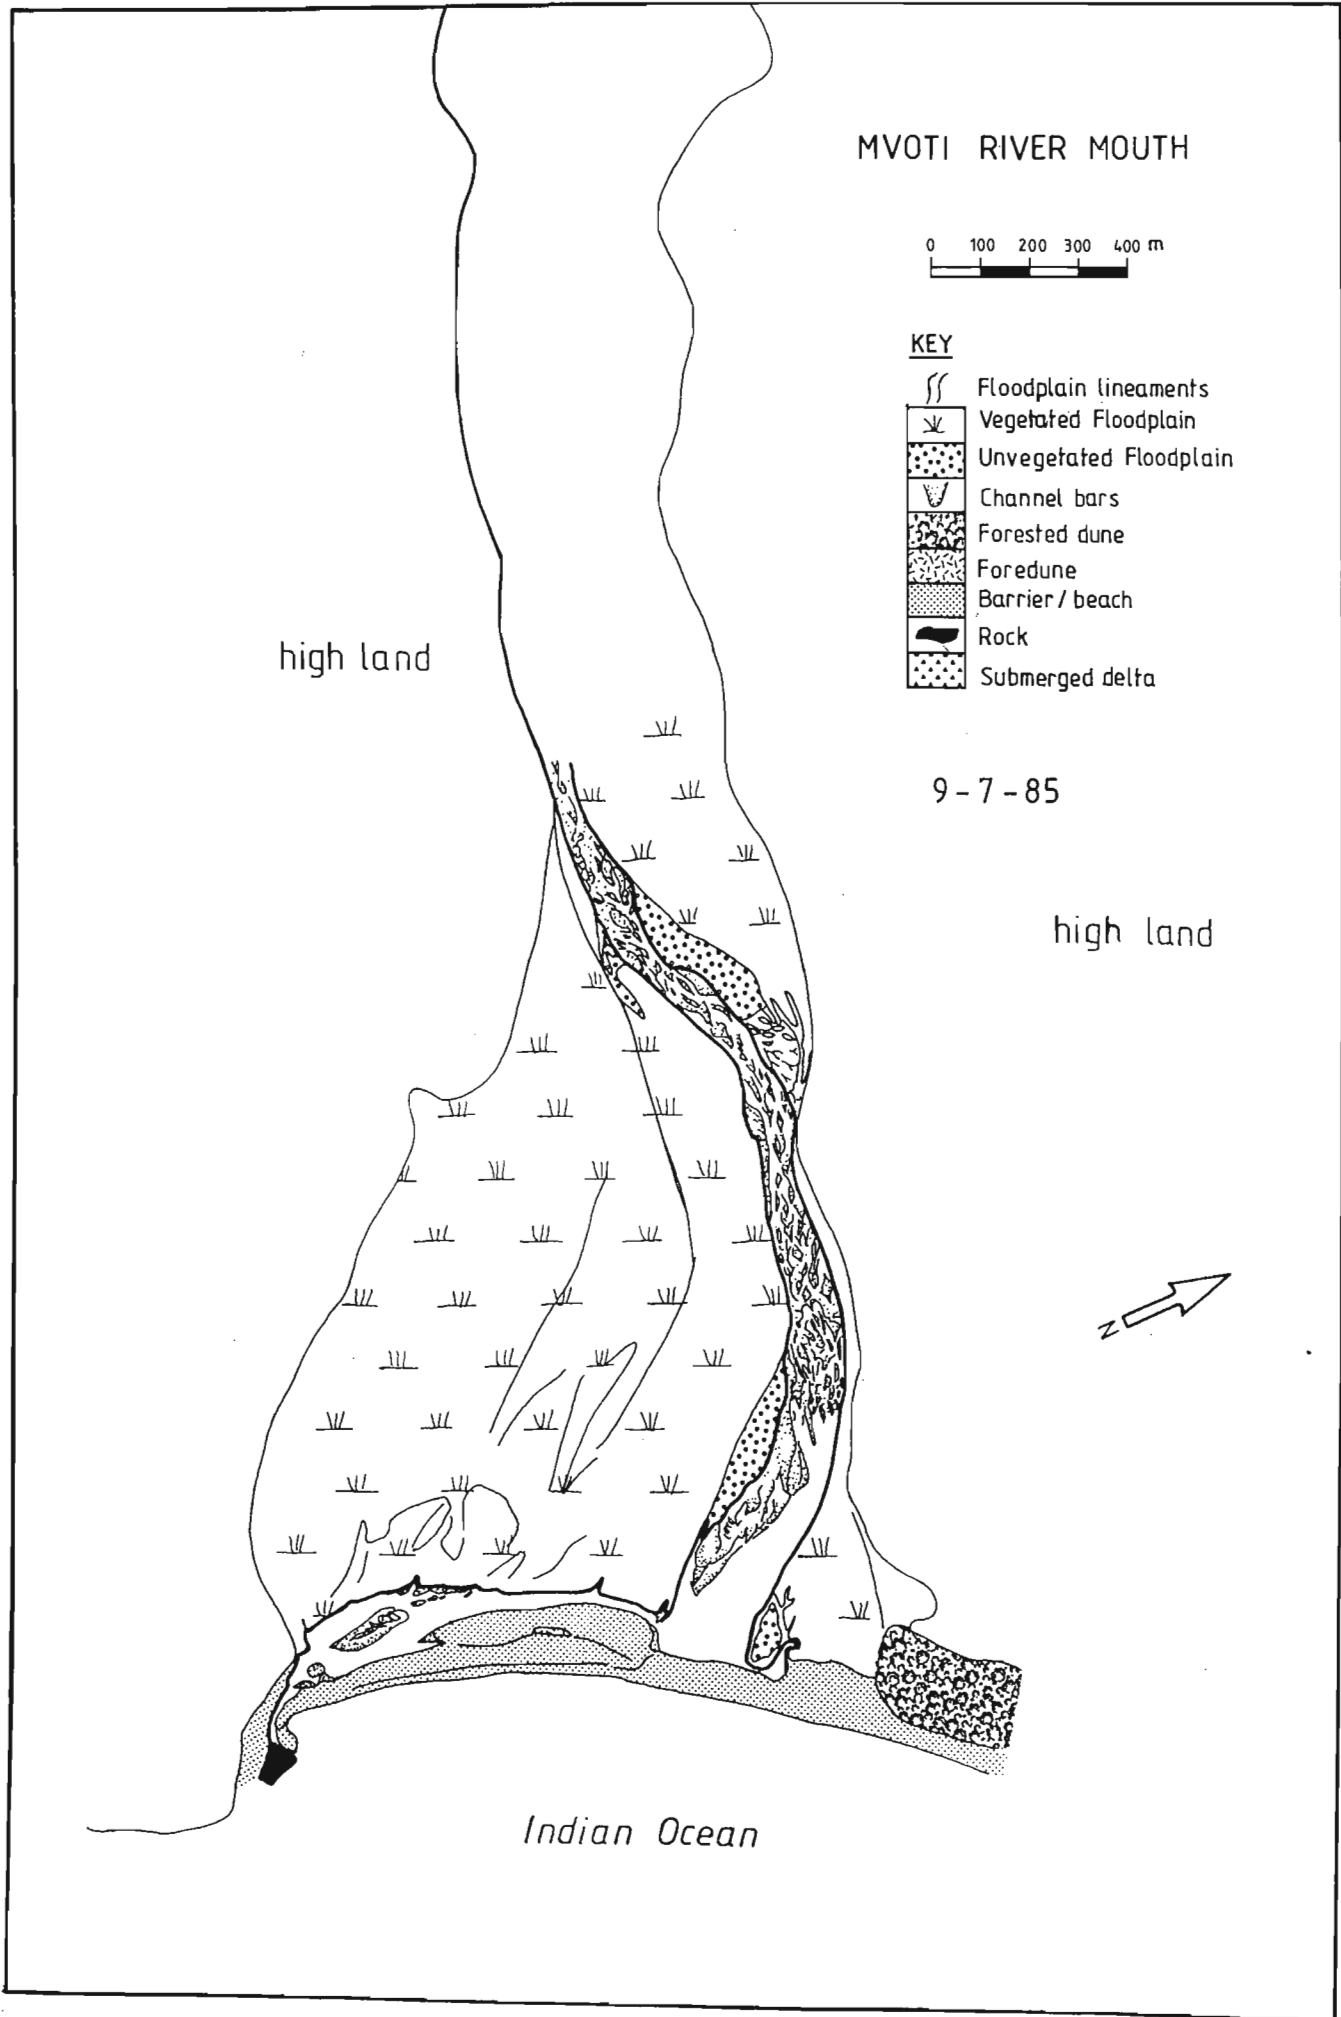 MVOTI RIVER MOUTH
0 100 200 300 400 m
KEY
Floodplain lineaments
Vegetated Floodplain
Unvegetated Floodplain
Channel bars
Forested dune
Foredune
Barrier / beach
Rock
Submerged delta
high land
9-7-85
high land
N
Indian Ocean